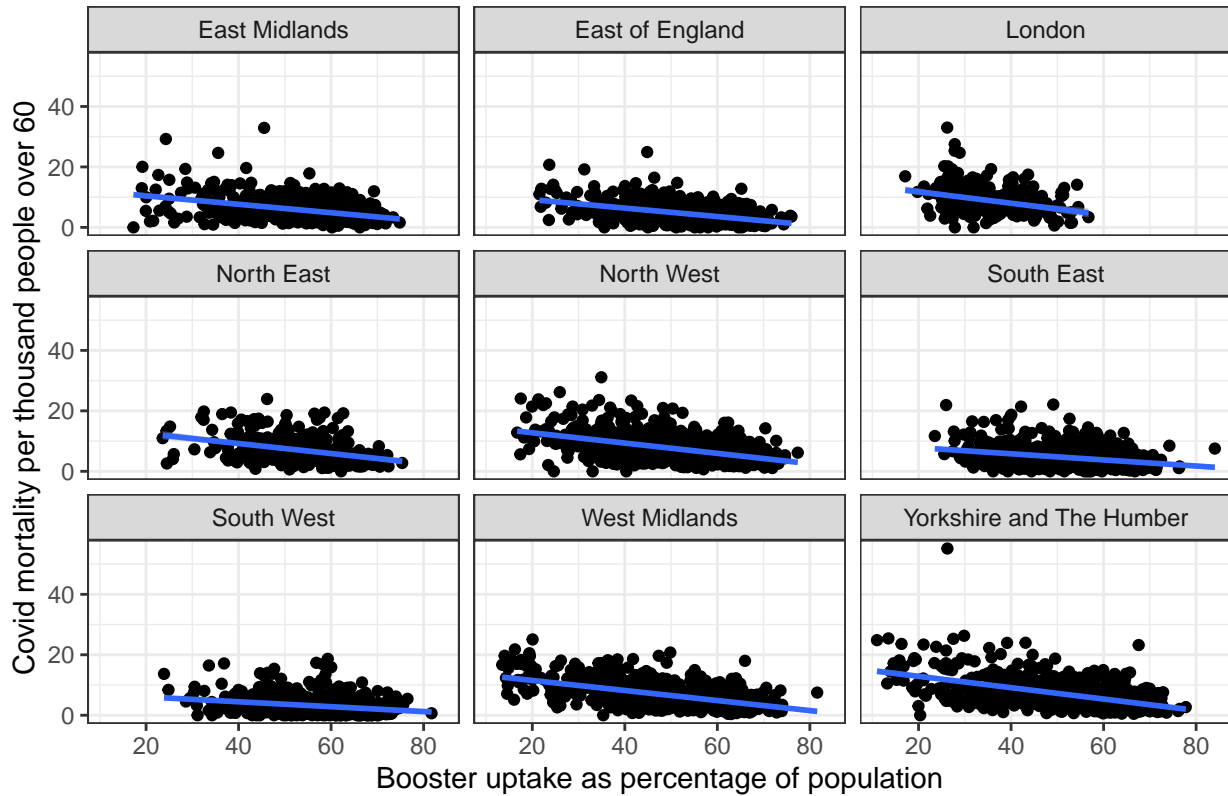 East Midlands
East of England
London
40
20
0
North East
North West
South East
40
20
0
South West
West Midlands
Yorkshire and The Humber
40
20
0
20 40 60 80
20 40 60 80
20 40 60 80
Booster uptake as percentage of population
Covid mortality per thousand people over 60